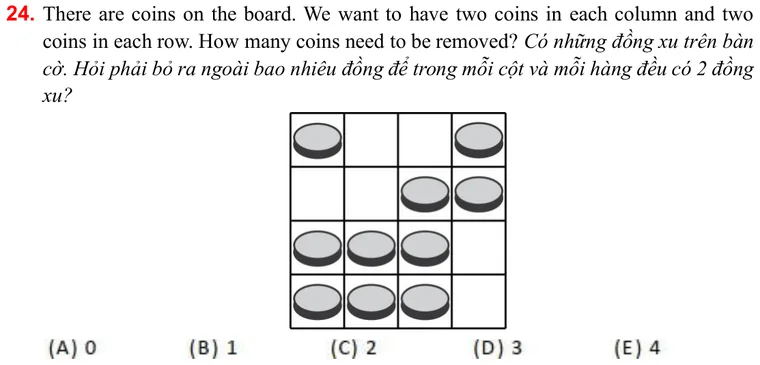 24. There are coins on the board. We want to have two coins in each column and two
coins in each row. How many coins need to be removed? Có những đồng xu trên bàn
cờ. Hỏi phải bỏ ra ngoài bao nhiêu đồng để trong mỗi cột và mỗi hàng đều có 2 đồng
xu?
(A) 0 (B) 1 (C) 2 (D) 3 (E) 4